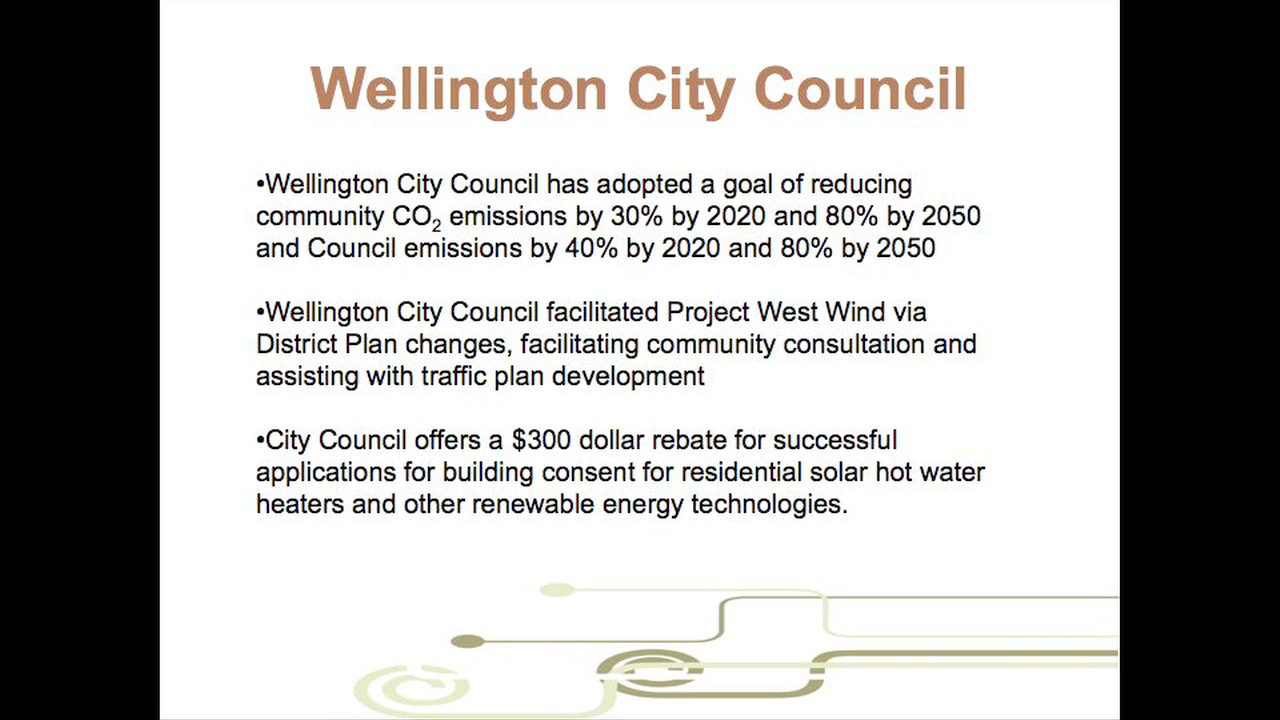 Wellington City Council
•Wellington City Council has adopted a goal of reducing
community CO₂ emissions by 30% by 2020 and 80% by 2050
and Council emissions by 40% by 2020 and 80% by 2050
•Wellington City Council facilitated Project West Wind via
District Plan changes, facilitating community consultation and
assisting with traffic plan development
•City Council offers a $300 dollar rebate for successful
applications for building consent for residential solar hot water
heaters and other renewable energy technologies.